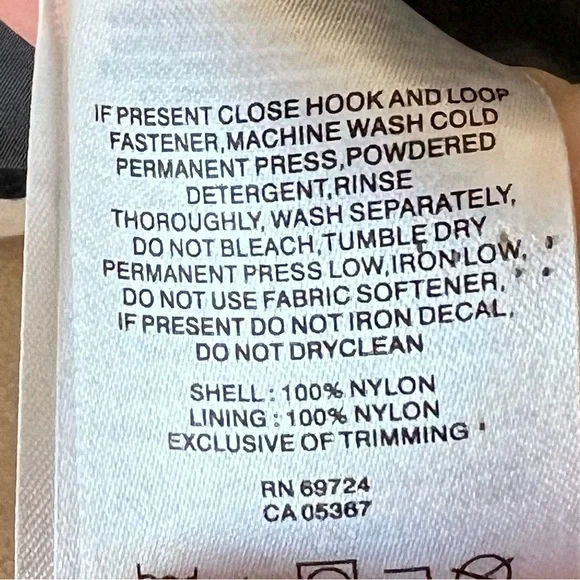 IF PRESENT CLOSE HOOK AND LOOP
FASTENER,MACHINE WASH COLD
PERMANENT PRESS,POWDERED
DETERGENT,RINSE
THOROUGHLY, WASH SEPARATELY,
DO NOT BLEACH,TUMBLE DRY
PERMANENT PRESS LOW,IRON LOW,
DO NOT USE FABRIC SOFTENER,
IF PRESENT DO NOT IRON DECAL,
DO NOT DRYCLEAN
SHELL : 100% NYLON
LINING : 100% NYLON
EXCLUSIVE OF TRIMMING
RN 69724
CA 05367